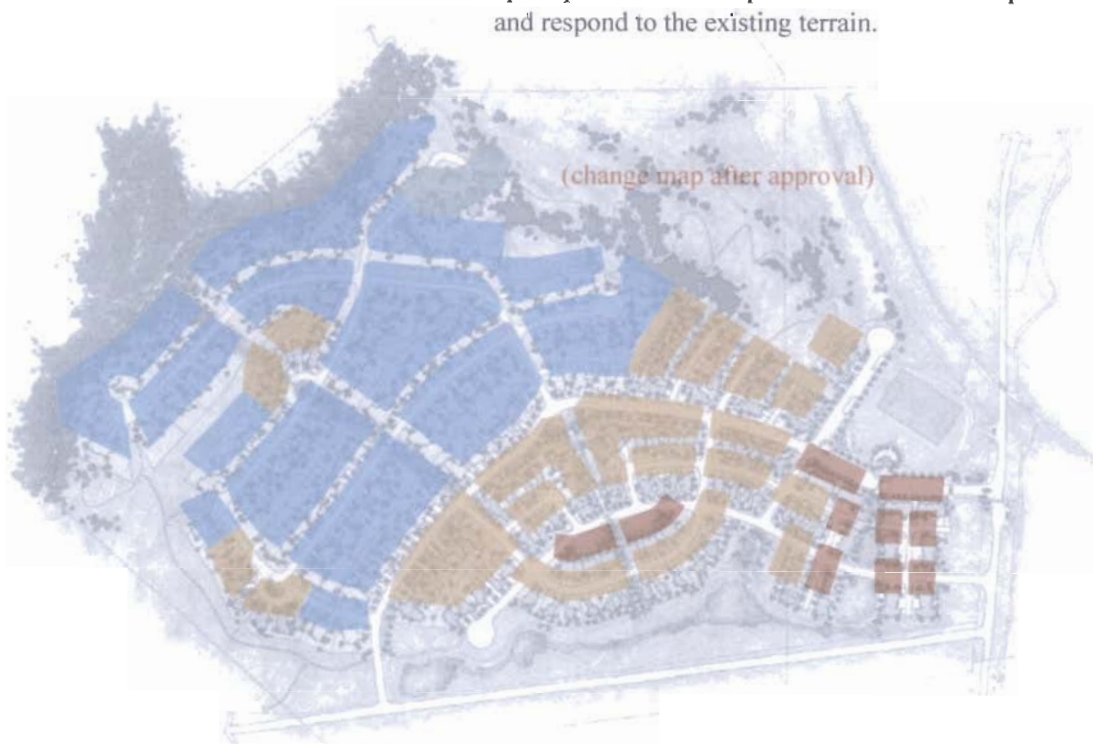 and respond to the existing terrain.
(change map after approval)